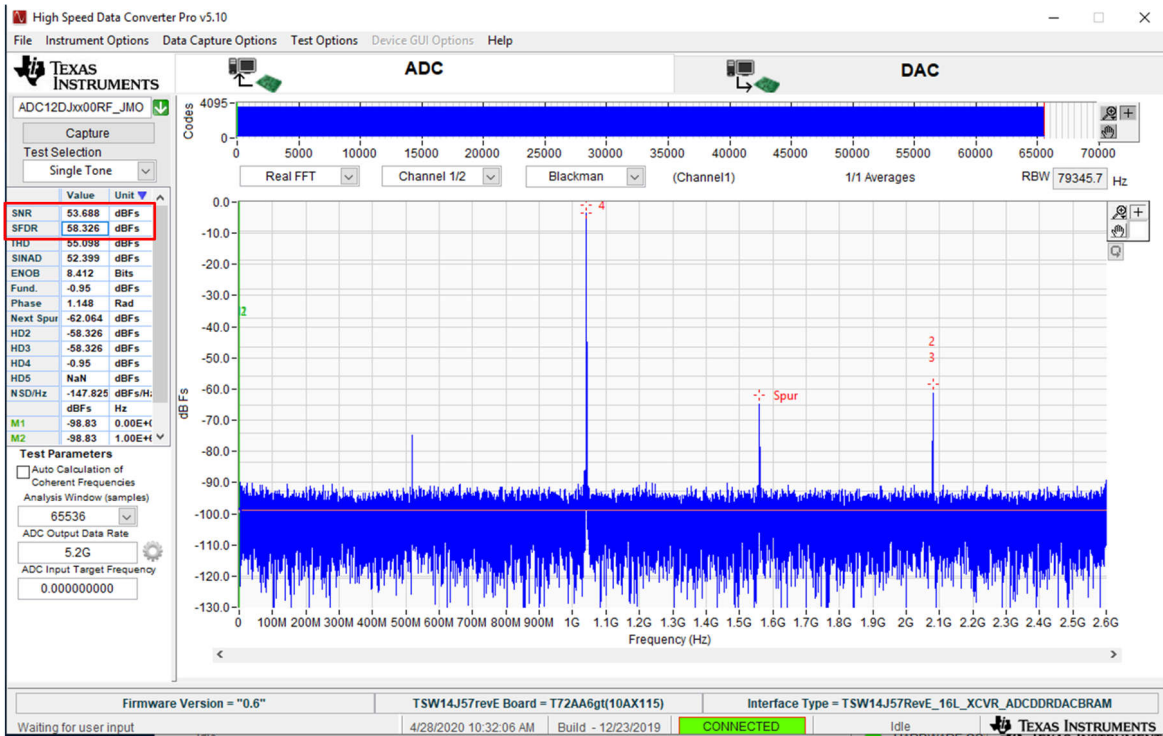 High Speed Data Converter Pro v5.10
File Instrument Options Data Capture Options Test Options Device GUI Options Help
TEXAS INSTRUMENTS
ADC
DAC
ADC12DJxx00RF_JMO
Capture
Test Selection
Single Tone
Value Unit
SNR 53.688 dBFs
SFDR 58.326 dBFs
THD 55.098 dBFs
SINAD 52.399 dBFs
ENOB 8.412 Bits
Fund. -0.95 dBFs
Phase 1.148 Rad
Next Spur -62.064 dBFs
HD2 -58.326 dBFs
HD3 -58.326 dBFs
HD4 -0.95 dBFs
HD5 NaN dBFs
NSD/Hz -147.825 dBFs/Hz
dBFs Hz
M1 -98.83 0.00E+(
M2 -98.83 1.00E+(
Test Parameters
Auto Calculation of
Coherent Frequencies
Analysis Window (samples)
65536
ADC Output Data Rate
5.2G
ADC Input Target Frequency
0.000000000
Codes
4095
0
0 5000 10000 15000 20000 25000 30000 35000 40000 45000 50000 55000 60000 65000 70000
Real FFT Channel 1/2 Blackman (Channel1) 1/1 Averages RBW 79345.7 Hz
dBFs
0.0
-10.0
-20.0
-30.0
-40.0
-50.0
-60.0
-70.0
-80.0
-90.0
-100.0
-110.0
-120.0
-130.0
4
2
3
Spur
0 100M 200M 300M 400M 500M 600M 700M 800M 900M 1G 1.1G 1.2G 1.3G 1.4G 1.5G 1.6G 1.7G 1.8G 1.9G 2G 2.1G 2.2G 2.3G 2.4G 2.5G 2.6G
Frequency (Hz)
Firmware Version = "0.6" TSW14J57revE Board = T72AA6gt(10AX115) Interface Type = TSW14J57RevE_16L_XCVR_ADCDDRDACBRAM
Waiting for user input 4/28/2020 10:32:06 AM Build - 12/23/2019 CONNECTED Idle TEXAS INSTRUMENTS